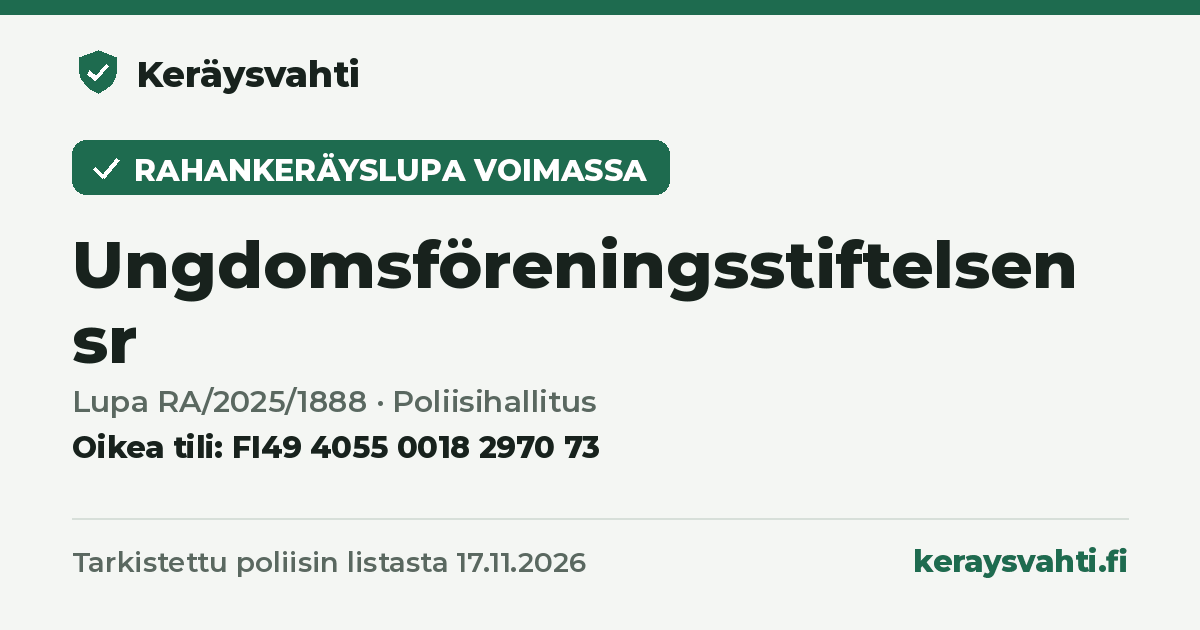 Keräysvahti
RAHANKERÄYSLUPA VOIMASSA
Ungdomsföreningsstiftelsen
sr
Lupa RA/2025/1888 · Poliisihallitus
Oikea tili: FI49 4055 0018 2970 73
Tarkistettu poliisin listasta 17.11.2026
keraysvahti.fi